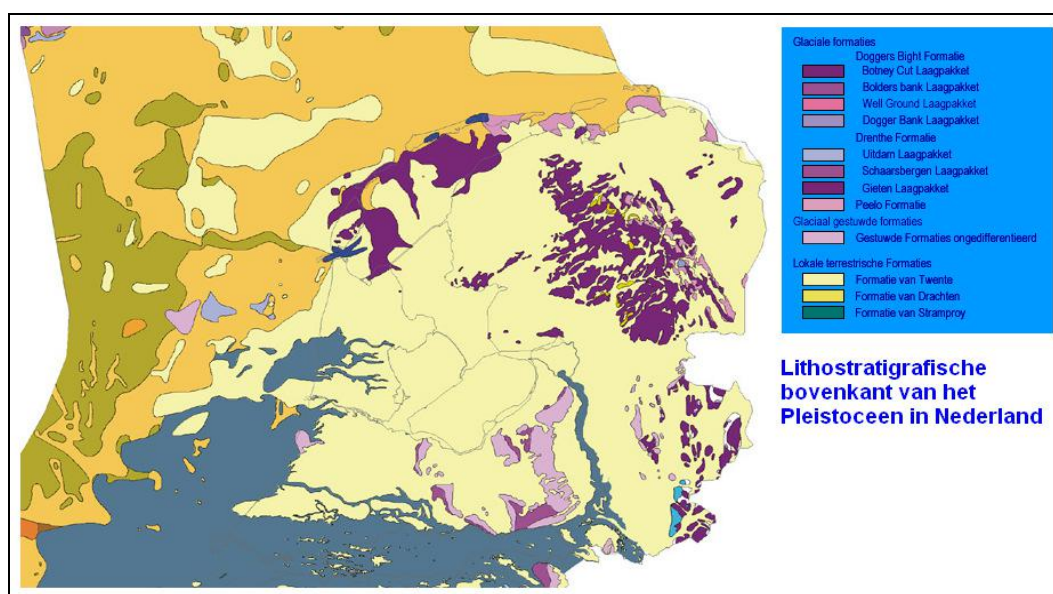 Glaciale formaties
Doggers Bight Formatie
Botney Cut Laagpakket
Bolders bank Laagpakket
Well Ground Laagpakket
Dogger Bank Laagpakket
Drenthe Formatie
Uitdam Laagpakket
Schaarsbergen Laagpakket
Gieten Laagpakket
Peelo Formatie
Glaciaal gestuwde formaties
Gestuwde Formaties ongedifferentieerd
Lokale terrestrische Formaties
Formatie van Twente
Formatie van Drachten
Formatie van Stramproy
Lithostratigrafische
bovenkant van het
Pleistoceen in Nederland